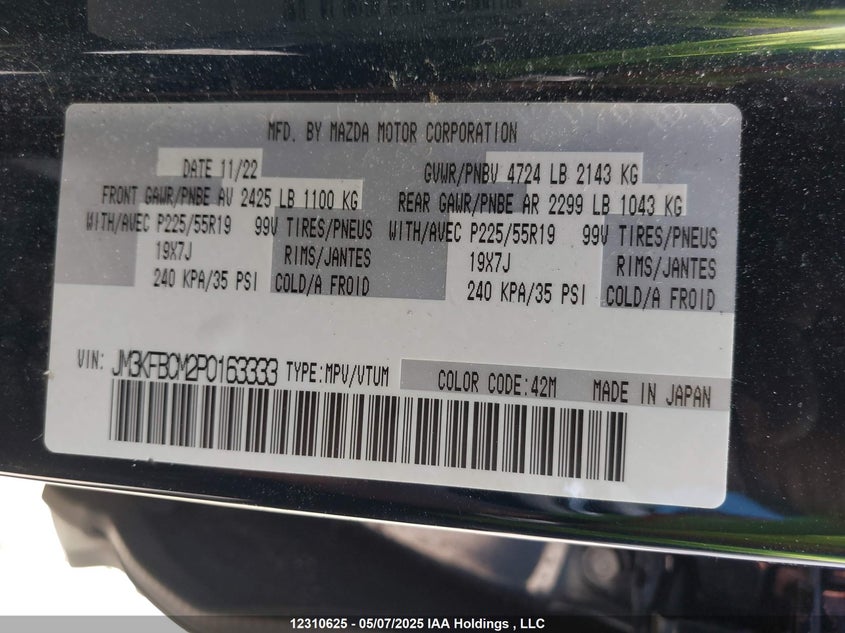 MFD. BY MAZDA MOTOR CORPORATION
DATE 11/22 GVWR/PNBV 4724 LB 2143 KG
FRONT GAWR/PNBE AV 2425 LB 1100 KG REAR GAWR/PNBE AR 2299 LB 1043 KG
WITH/AVEC P225/55R19 99V TIRES/PNEUS WITH/AVEC P225/55R19 99V TIRES/PNEUS
19X7J RIMS/JANTES 19X7J RIMS/JANTES
240 KPA/35 PSI COLD/A FROID 240 KPA/35 PSI COLD/A FROID
VIN: JM3KFBCM2P0163333 TYPE:MPV/VTUM COLOR CODE:42M MADE IN JAPAN
12310625 - 05/07/2025 IAA Holdings , LLC